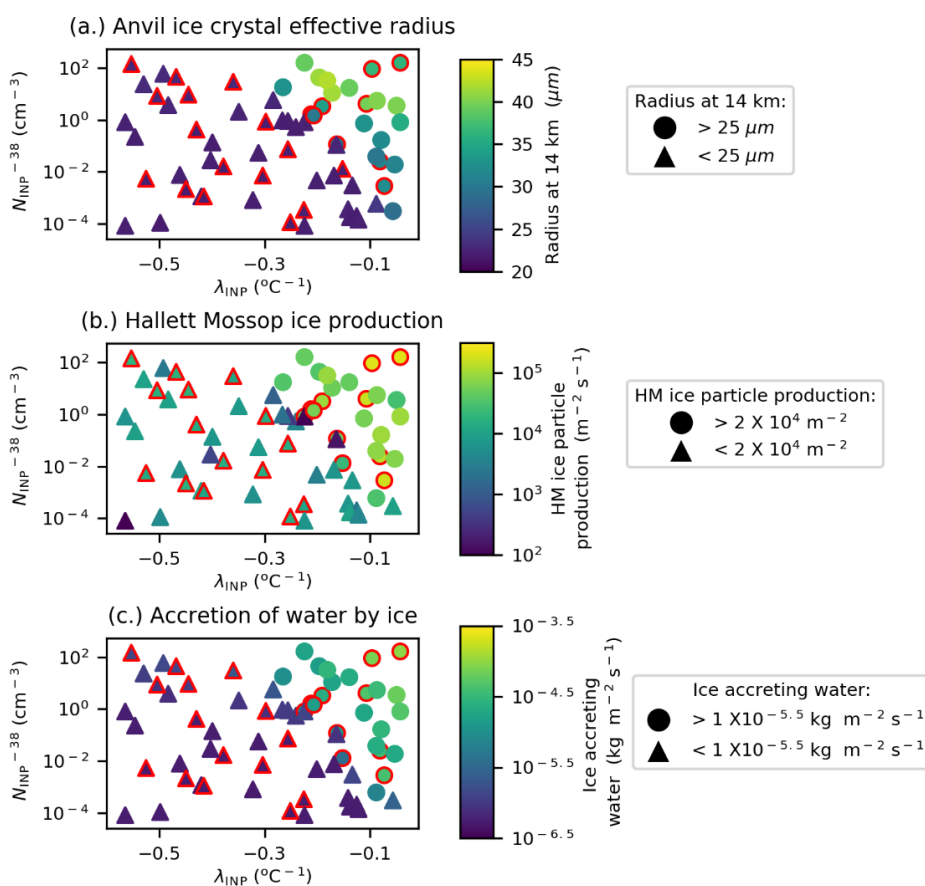 (a.) Anvil ice crystal effective radius
N_INP^−38 (cm^−3)
10^2
10^0
10^−2
10^−4
−0.5
−0.3
−0.1
λ_INP (^oC^−1)
45
40
35
30
25
20
Radius at 14 km (μm)
Radius at 14 km:
> 25 μm
< 25 μm
(b.) Hallett Mossop ice production
N_INP^−38 (cm^−3)
10^2
10^0
10^−2
10^−4
−0.5
−0.3
−0.1
λ_INP (^oC^−1)
10^5
10^4
10^3
10^2
HM ice particle
production (m^−2 s^−1)
HM ice particle production:
> 2 X 10^4 m^−2
< 2 X 10^4 m^−2
(c.) Accretion of water by ice
N_INP^−38 (cm^−3)
10^2
10^0
10^−2
10^−4
−0.5
−0.3
−0.1
λ_INP (^oC^−1)
10^−3.5
10^−4.5
10^−5.5
10^−6.5
Ice accreting
water (kg m^−2 s^−1)
Ice accreting water:
> 1 X10^−5.5 kg m^−2 s^−1
< 1 X10^−5.5 kg m^−2 s^−1